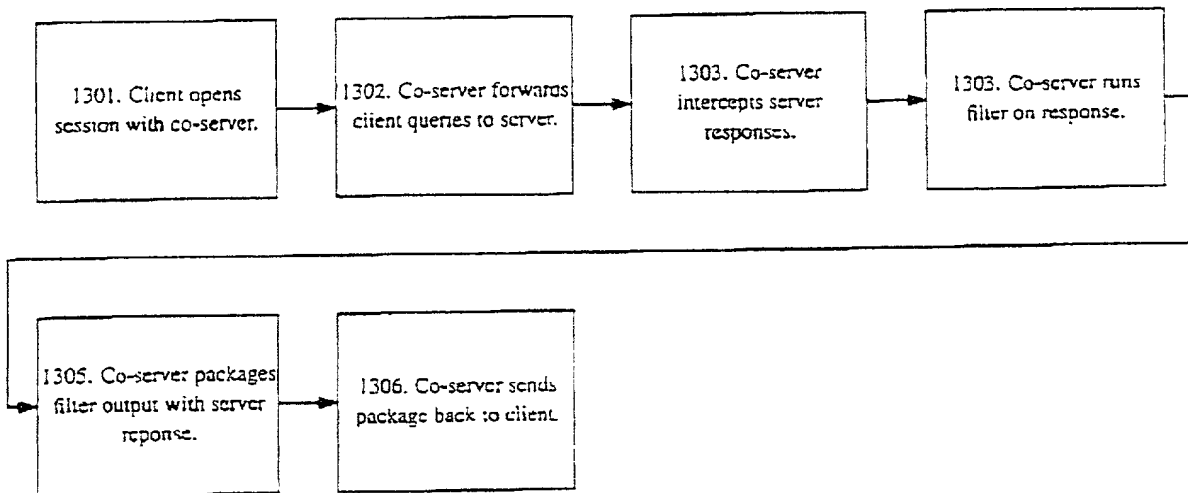 1301. Client opens
session with co-server.
1302. Co-server forwards
client queries to server.
1303. Co-server
intercepts server
responses.
1303. Co-server runs
filter on response.
1305. Co-server packages
filter output with server
reponse.
1306. Co-server sends
package back to client.